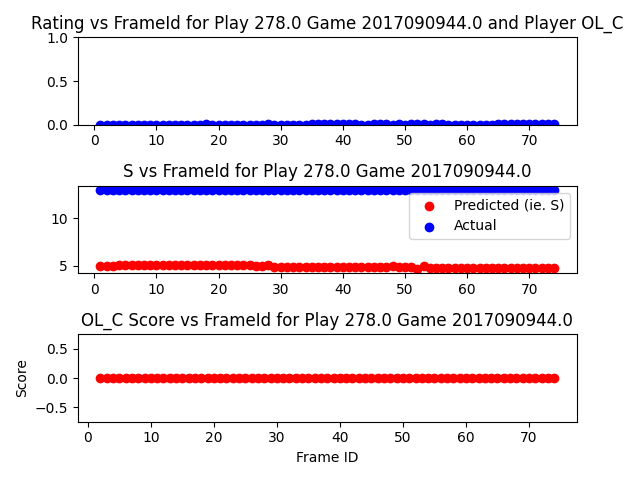 Rating vs FrameId for Play 278.0 Game 2017090944.0 and Player OL_C
1.0
0.5
0.0
0 10 20 30 40 50 60 70
S vs FrameId for Play 278.0 Game 2017090944.0
10
5
Predicted (ie. S)
Actual
0 10 20 30 40 50 60 70
OL_C Score vs FrameId for Play 278.0 Game 2017090944.0
Score
0.5
0.0
−0.5
0 10 20 30 40 50 60 70
Frame ID